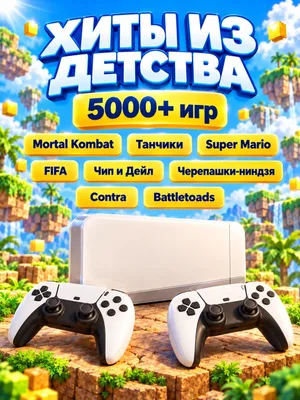 ХИТЫ ИЗ
ДЕТСТВА
5000+ игр
Mortal Kombat
Танчики
Super Mario
FIFA
Чип и Дейл
Черепашки-ниндзя
Contra
Battletoads